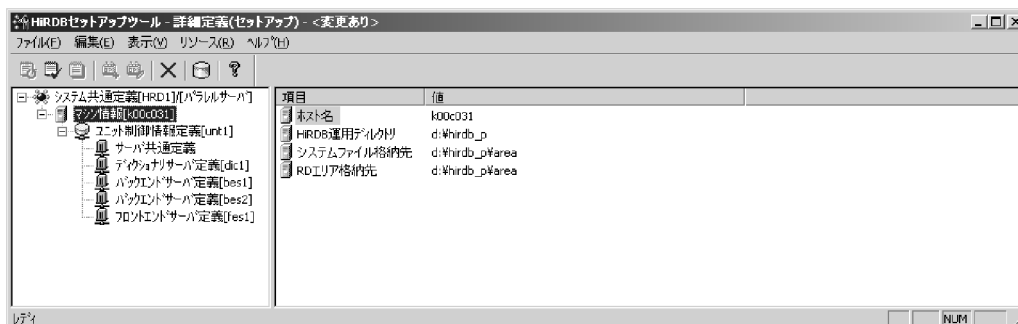 HiRDBセットアップツール - 詳細定義(セットアップ) - <変更あり>
ファイル(F) 編集(E) 表示(V) リソース(R) ヘルプ(H)
システム共通定義[HRD1]/[パラレルサーバ]
マシン情報[k00c031]
ユニット制御情報定義[unt1]
サーバ共通定義
ディクショナリサーバ定義[dic1]
バックエンドサーバ定義[bes1]
バックエンドサーバ定義[bes2]
フロントエンドサーバ定義[fes1]
項目 値
ホスト名 k00c031
HiRDB運用ディレクトリ d:¥hirdb_p
システムファイル格納先 d:¥hirdb_p¥area
RDエリア格納先 d:¥hirdb_p¥area
レディ NUM